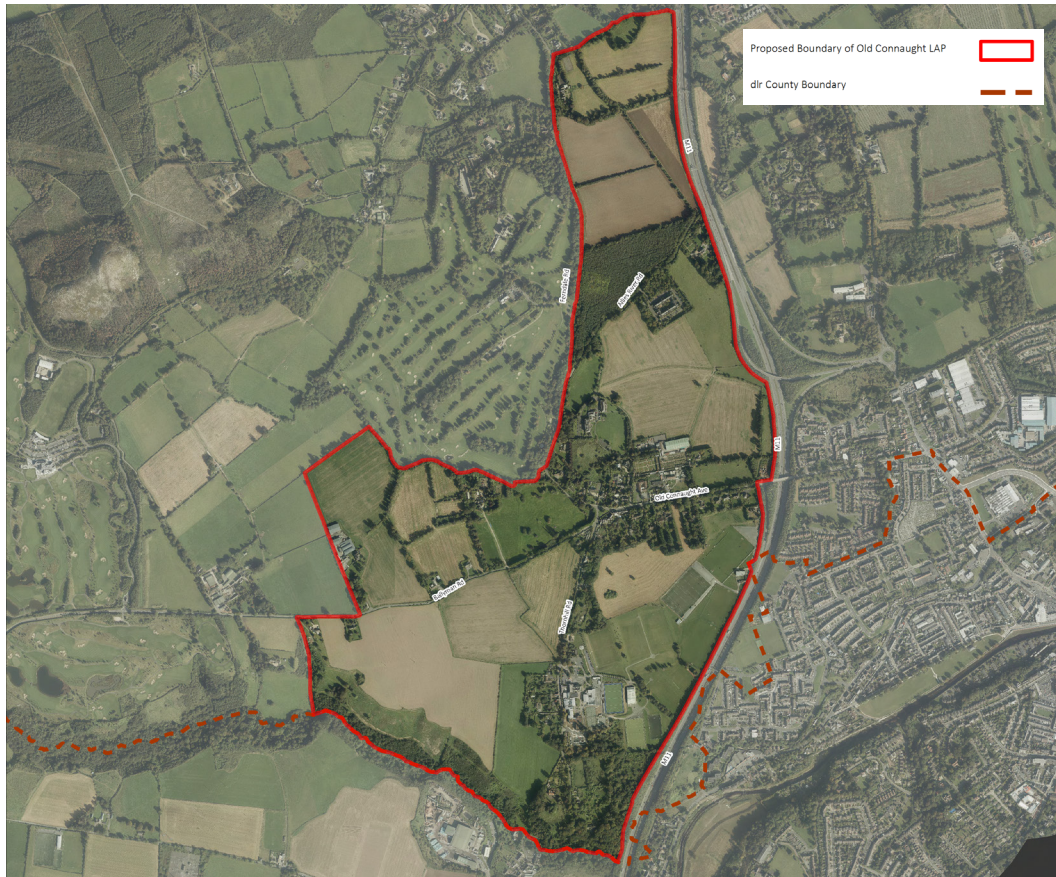 Proposed Boundary of Old Connaught LAP
dlr County Boundary
M11
Ferndale Rd
Allies River Rd
M11
Old Connaught Ave
Ballyman Rd
Thornhill Rd
M11